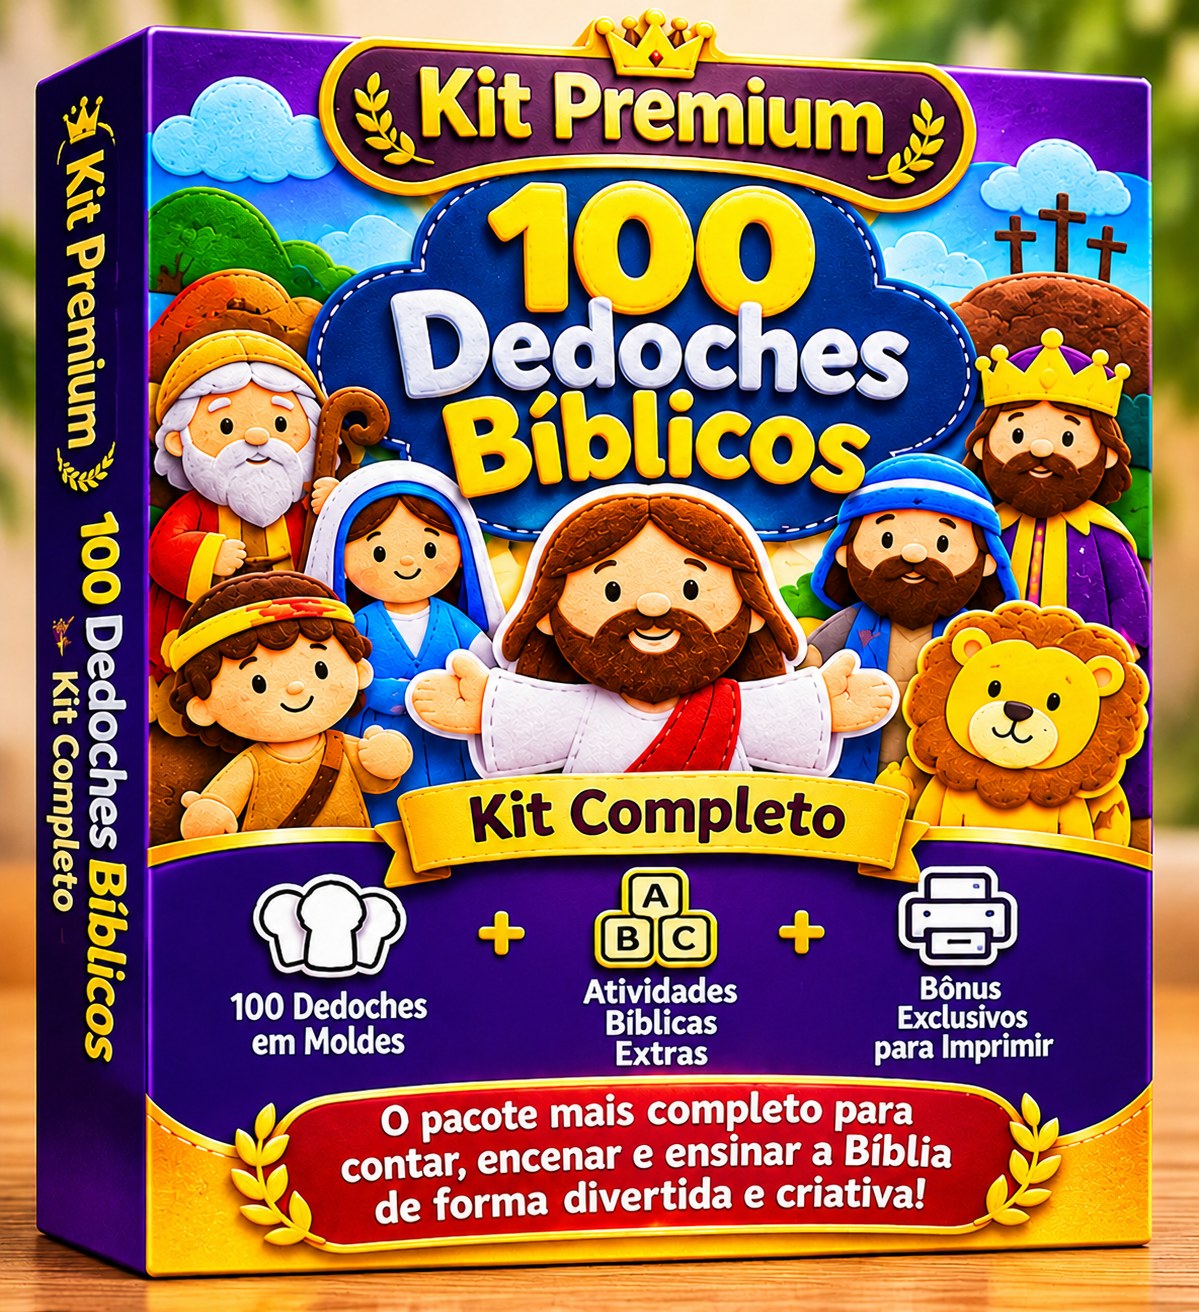 Kit Premium
100
Dedoches
Bíblicos
Kit Completo
100 Dedoches
em Moldes
A
B C
Atividades
Bíblicas
Extras
Bônus
Exclusivos
para Imprimir
O pacote mais completo para
contar, encenar e ensinar a Bíblia
de forma divertida e criativa!
Kit Premium
100 Dedoches Bíblicos
Kit Completo